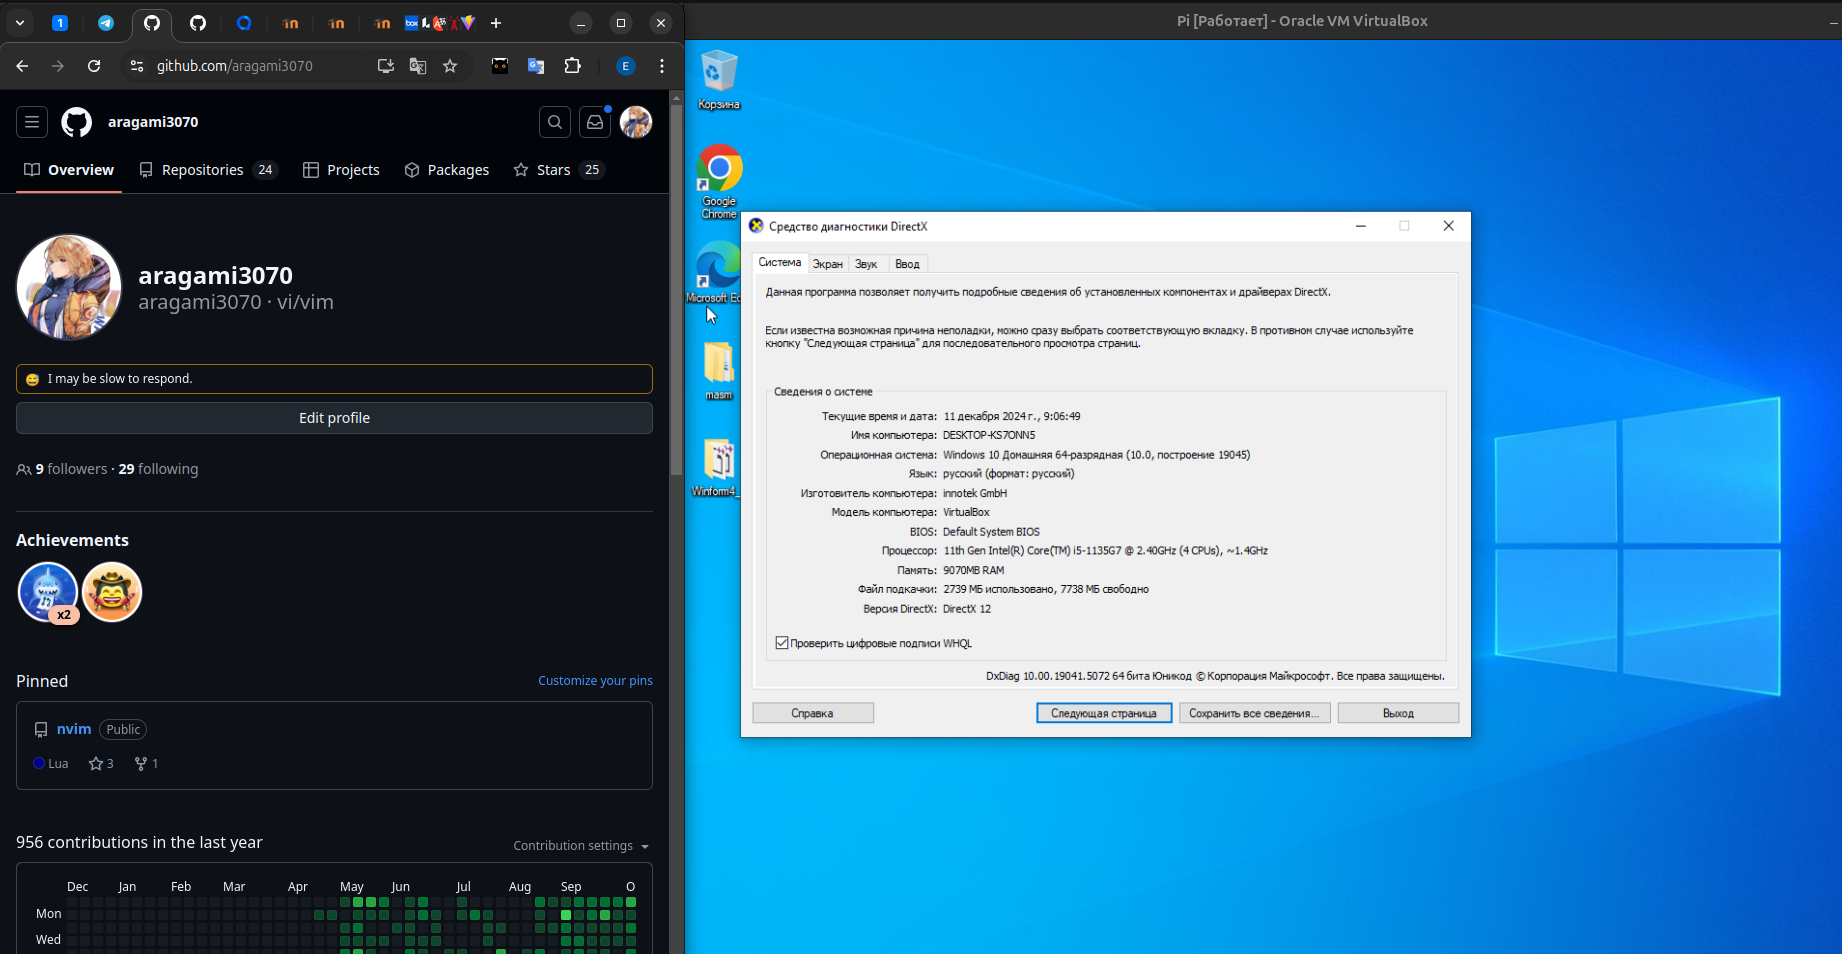 1
box
E
github.com/aragami3070
aragami3070
Overview
Repositories 24
Projects
Packages
Stars 25
aragami3070
aragami3070 · vi/vim
I may be slow to respond.
Edit profile
9 followers · 29 following
Achievements
x2
Pinned
Customize your pins
nvim Public
Lua 3 1
956 contributions in the last year
Contribution settings
Dec Jan Feb Mar Apr May Jun Jul Aug Sep O
Mon
Wed
Pi [Работает] - Oracle VM VirtualBox
Корзина
Google
Chrome
Microsoft Ed
masm
Winform4_
Средство диагностики DirectX
Система Экран Звук Ввод
Данная программа позволяет получить подробные сведения об установленных компонентах и драйверах DirectX.
Если известна возможная причина неполадки, можно сразу выбрать соответствующую вкладку. В противном случае используйте
кнопку "Следующая страница" для последовательного просмотра страниц.
Сведения о системе
Текущие время и дата: 11 декабря 2024 г., 9:06:49
Имя компьютера: DESKTOP-KS7ONN5
Операционная система: Windows 10 Домашняя 64-разрядная (10.0, построение 19045)
Язык: русский (формат: русский)
Изготовитель компьютера: innotek GmbH
Модель компьютера: VirtualBox
BIOS: Default System BIOS
Процессор: 11th Gen Intel(R) Core(TM) i5-1135G7 @ 2.40GHz (4 CPUs), ~1.4GHz
Память: 9070MB RAM
Файл подкачки: 2739 МБ использовано, 7738 МБ свободно
Версия DirectX: DirectX 12
Проверить цифровые подписи WHQL
DxDiag 10.00.19041.5072 64 бита Юникод © Корпорация Майкрософт. Все права защищены.
Справка
Следующая страница
Сохранить все сведения...
Выход